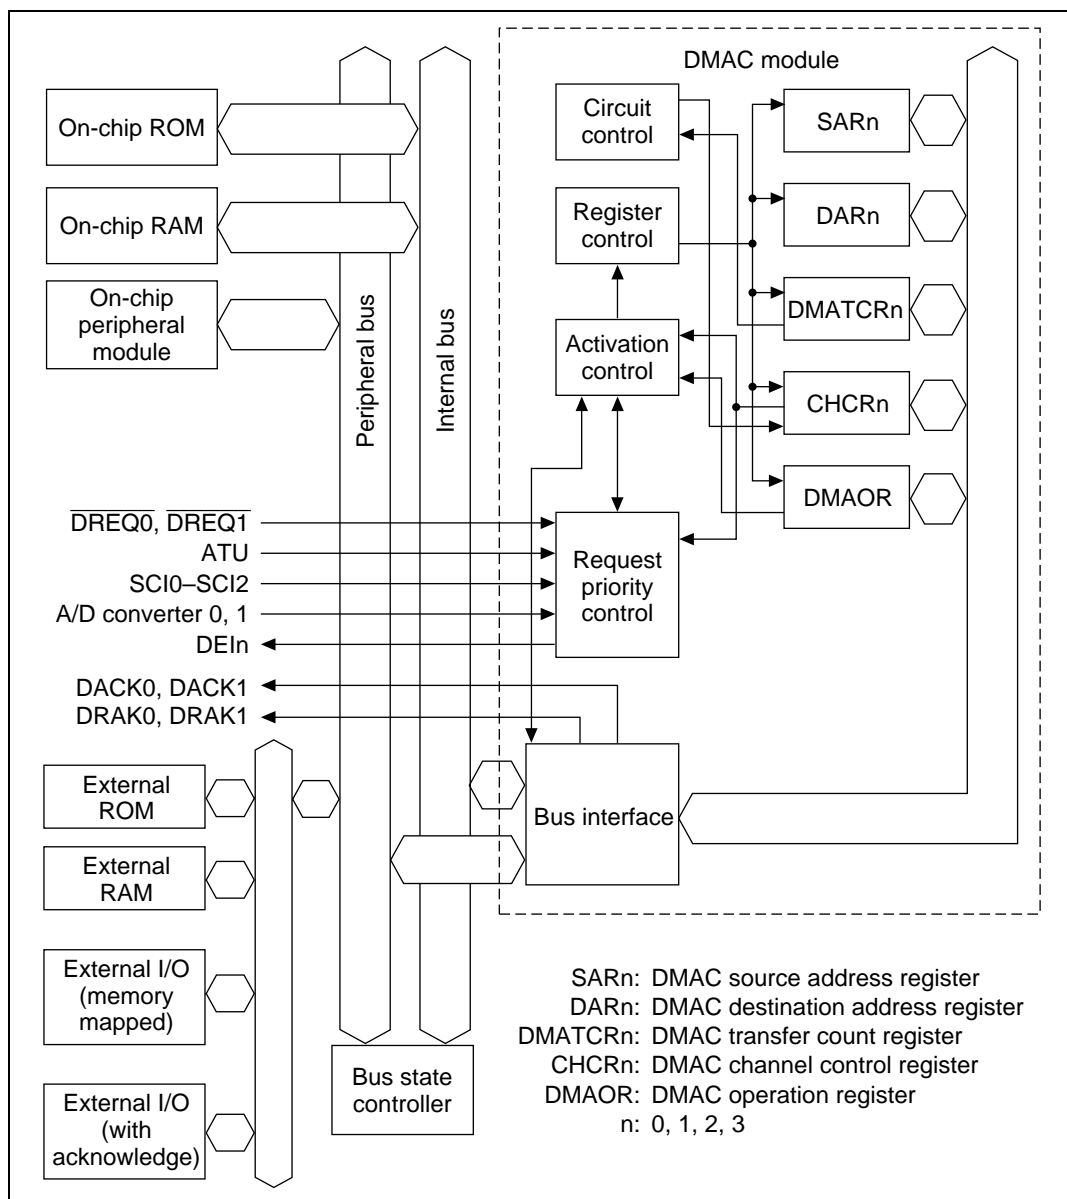 DMAC module
On-chip ROM
Circuit
control
SARn
On-chip RAM
Register
control
DARn
On-chip
peripheral
module
Peripheral bus
Internal bus
Activation
control
DMATCRn
CHCRn
DMAOR
D̅R̅E̅Q̅0̅, D̅R̅E̅Q̅1̅
ATU
SCI0–SCI2
A/D converter 0, 1
DEIn
Request
priority
control
DACK0, DACK1
DRAK0, DRAK1
External
ROM
Bus interface
External
RAM
External I/O
(memory
mapped)
External I/O
(with
acknowledge)
Bus state
controller
SARn: DMAC source address register
DARn: DMAC destination address register
DMATCRn: DMAC transfer count register
CHCRn: DMAC channel control register
DMAOR: DMAC operation register
n: 0, 1, 2, 3